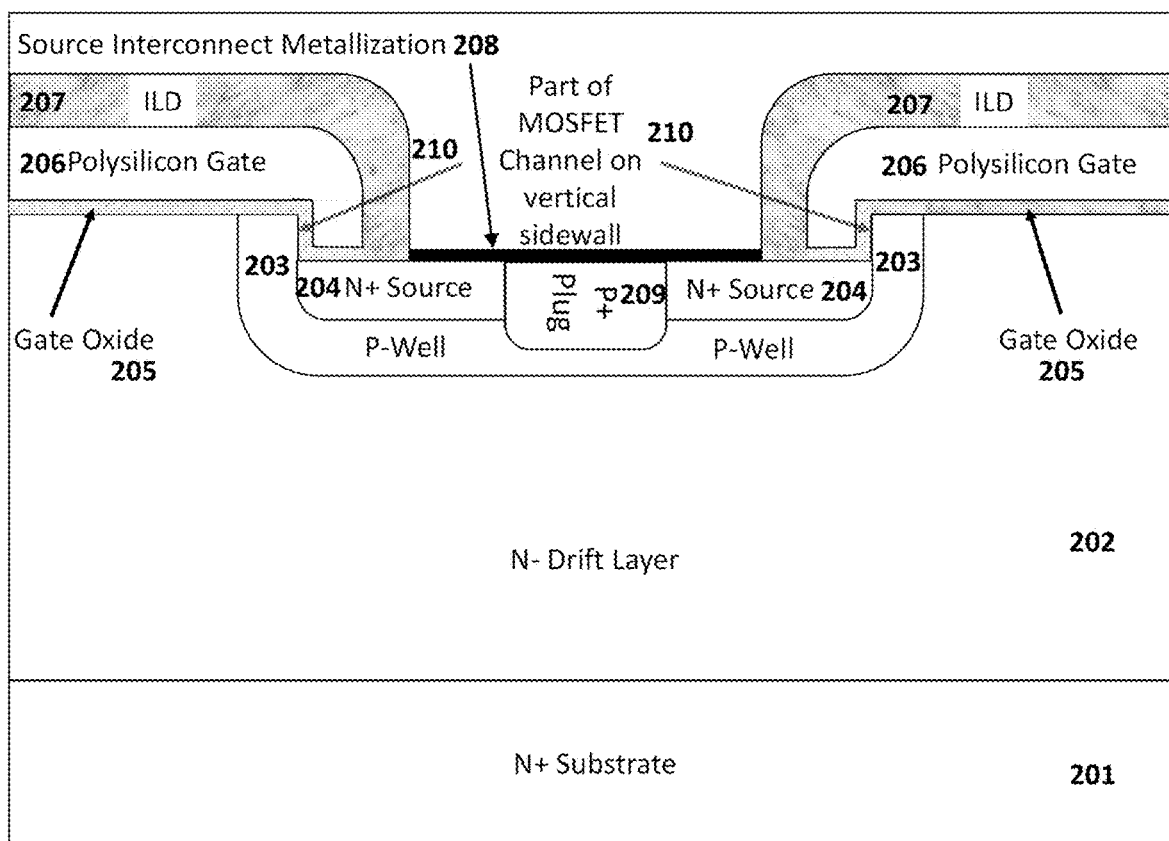 Source Interconnect Metallization 208
207 ILD
Part of
MOSFET
Channel on
vertical
sidewall
207 ILD
210
210
206 Polysilicon Gate
206 Polysilicon Gate
203
203
204 N+ Source
P+
Plug
209
N+ Source 204
P-Well
P-Well
Gate Oxide
205
Gate Oxide
205
N- Drift Layer
202
N+ Substrate
201